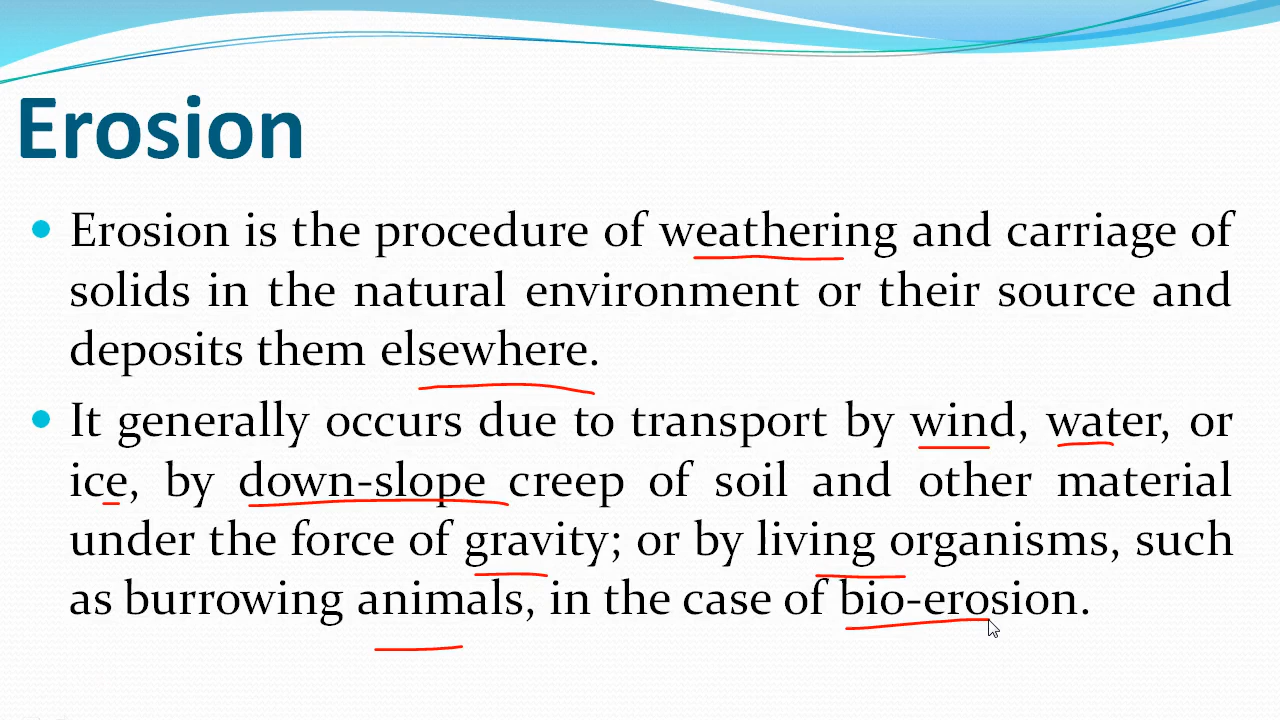 Erosion
Erosion is the procedure of weathering and carriage of
solids in the natural environment or their source and
deposits them elsewhere.
It generally occurs due to transport by wind, water, or
ice, by down-slope creep of soil and other material
under the force of gravity; or by living organisms, such
as burrowing animals, in the case of bio-erosion.